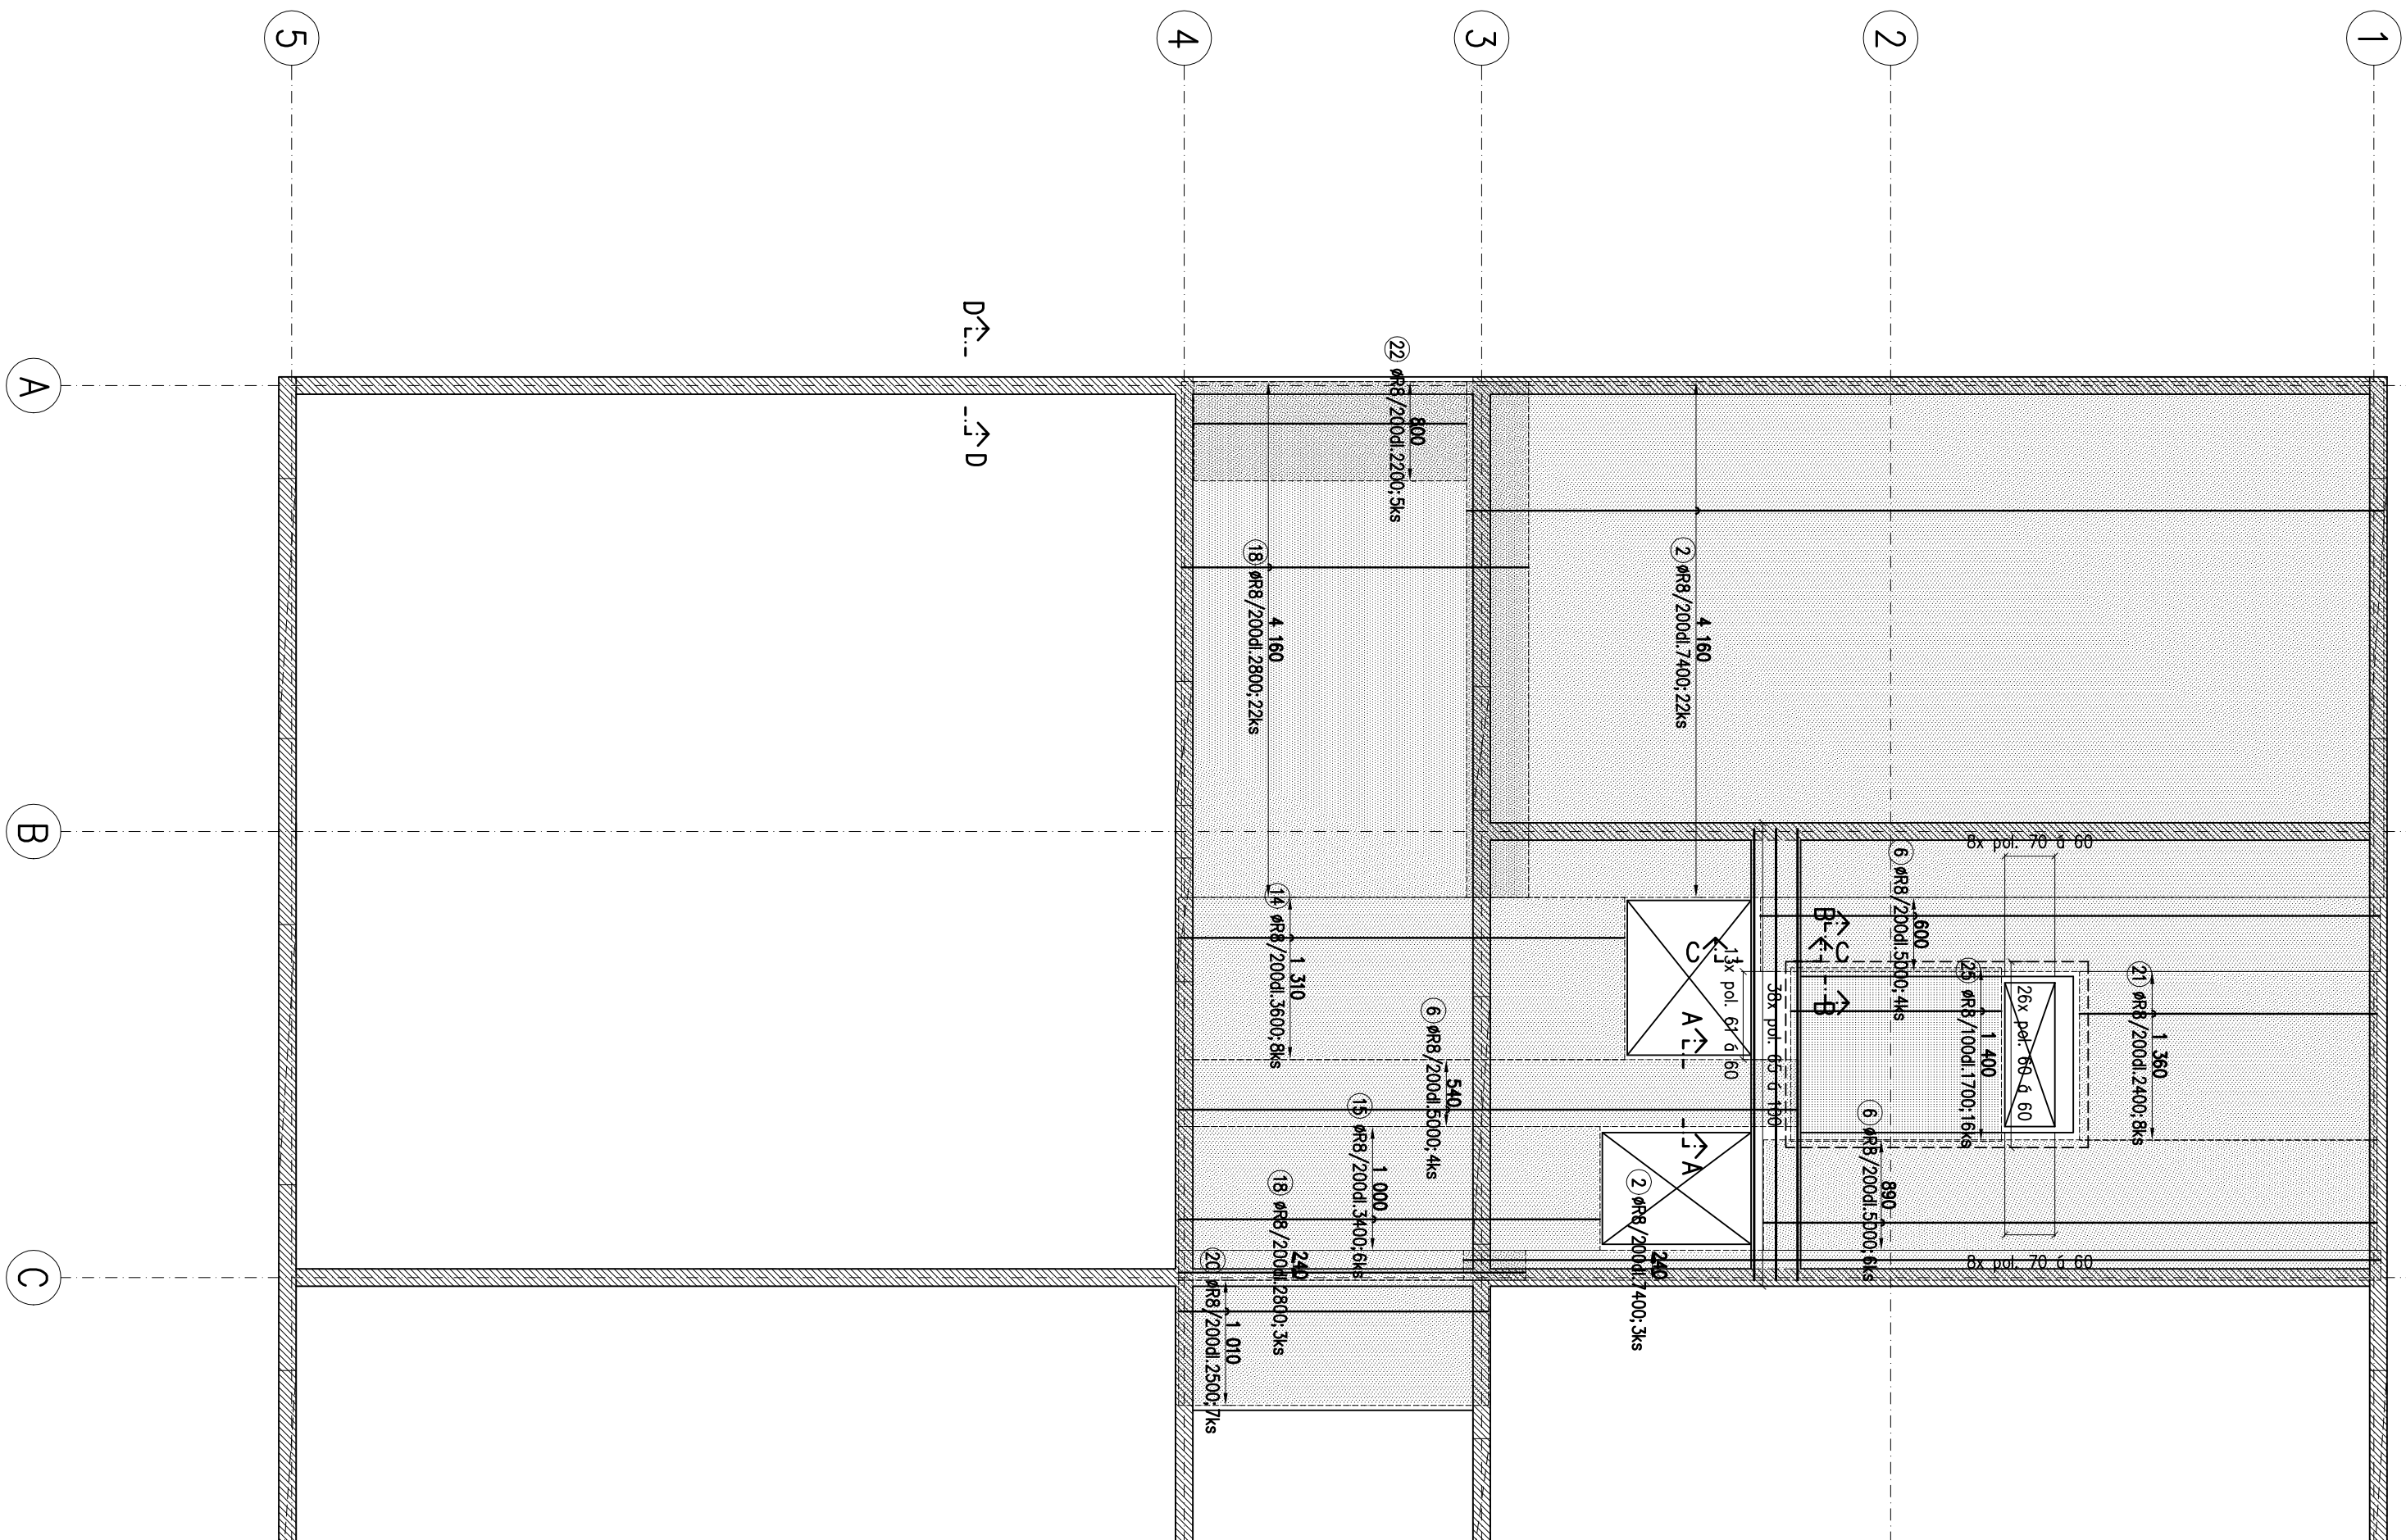 5
4
3
2
1
A
B
C
D
D
22 øR8/200dl.2200;5ks
800
18 øR8/200dl.2800;22ks
4 160
2 øR8/200dl.7400;22ks
4 160
14 øR8/200dl.3600;8ks
1 310
6 øR8/200dl.5000;4ks
540
15 øR8/200dl.3400;6ks
1 000
18 øR8/200dl.2800;3ks
240
20 øR8/200dl.2500;7ks
1 010
2 øR8/200dl.7400;3ks
240
6 øR8/200dl.5000;4ks
600
25 øR8/100dl.1700;16ks
1 400
21 øR8/200dl.2400;8ks
1 360
6 øR8/200dl.5000;6ks
890
8x pol. 70 á 60
26x pol. 60 á 60
8x pol. 70 á 60
13x pol. 61 á 60
38x pol. 65 á 100
B
B
C
C
A
A